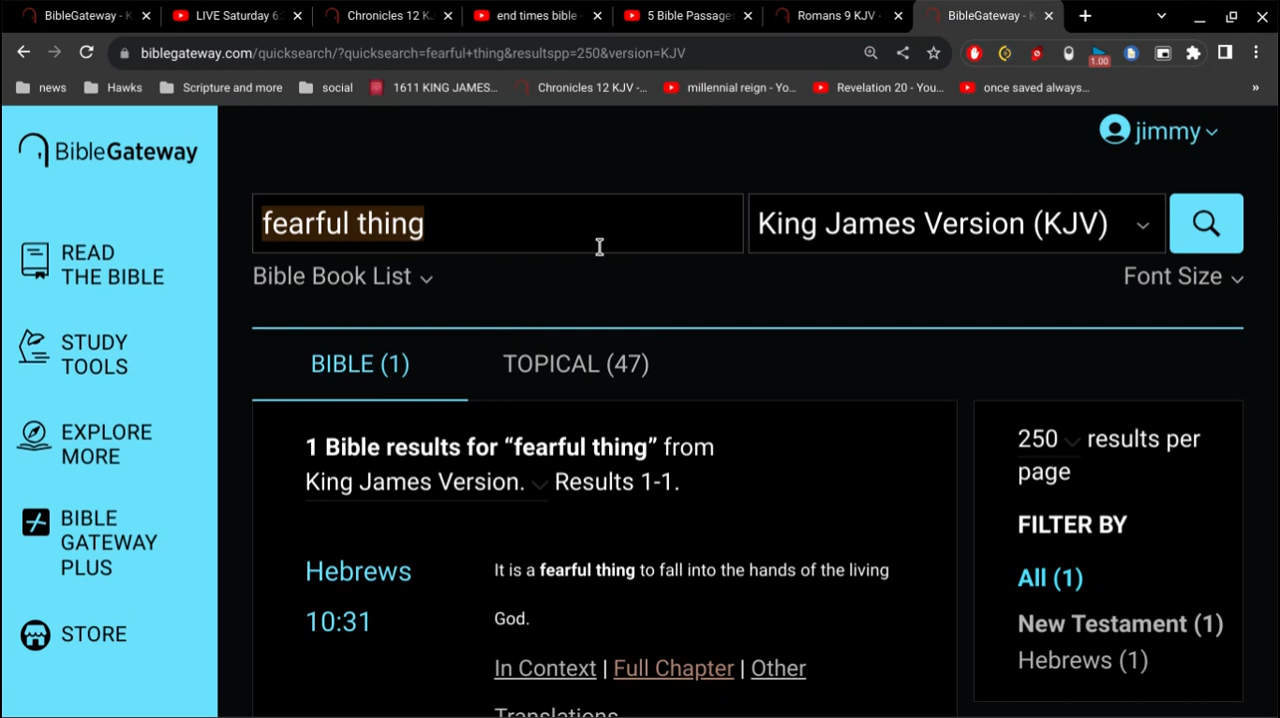 BibleGateway - K
LIVE Saturday 6:
Chronicles 12 KJ
end times bible -
5 Bible Passage
Romans 9 KJV -
BibleGateway - K
biblegateway.com/quicksearch/?quicksearch=fearful+thing&resultspp=250&version=KJV
1.00
news
Hawks
Scripture and more
social
1611 KING JAMES...
Chronicles 12 KJV -...
millennial reign - Yo...
Revelation 20 - You...
once saved always...
»
BibleGateway
jimmy
fearful thing
King James Version (KJV)
Bible Book List
Font Size
READ
THE BIBLE
STUDY
TOOLS
EXPLORE
MORE
BIBLE
GATEWAY
PLUS
STORE
BIBLE (1)
TOPICAL (47)
1 Bible results for “fearful thing” from
King James Version. Results 1-1.
Hebrews
10:31
It is a fearful thing to fall into the hands of the living
God.
In Context | Full Chapter | Other
Translations
250 results per
page
FILTER BY
All (1)
New Testament (1)
Hebrews (1)